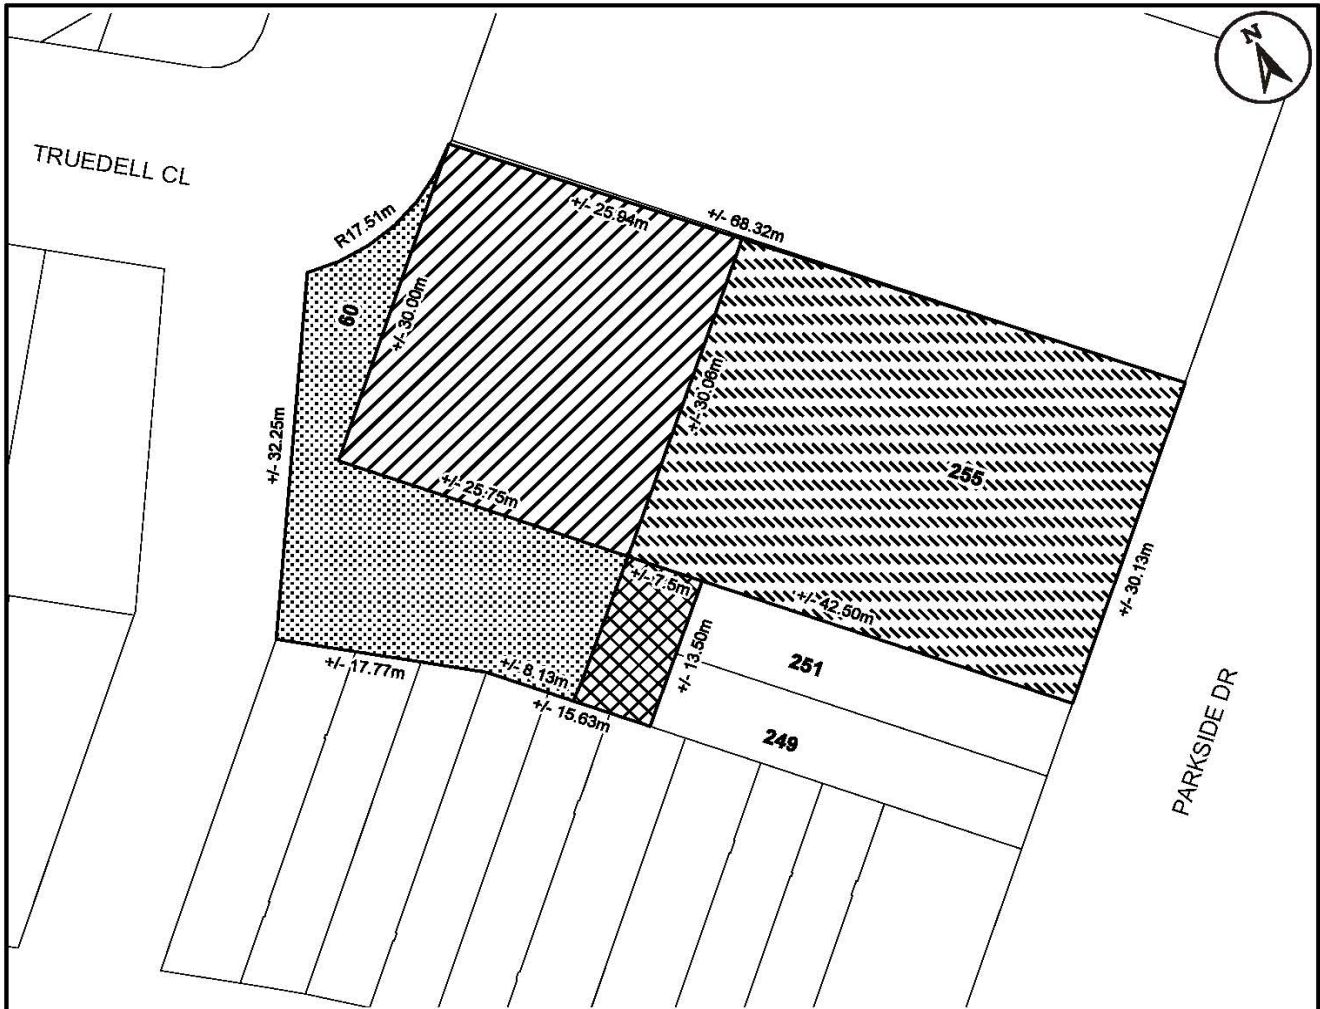 N
TRUEDELL CL
R17.51m
+/- 25.94m
+/- 68.32m
60
+/- 30.00m
+/- 30.06m
+/- 32.25m
+/- 25.75m
255
+/- 7.5m
+/- 42.50m
+/- 30.13m
+/- 17.77m
+/- 8.13m
+/- 13.50m
251
+/- 15.63m
249
PARKSIDE DR